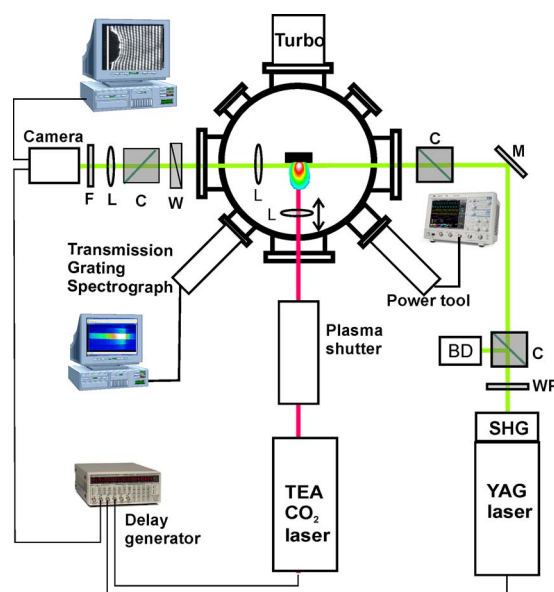 Turbo
Camera
C
M
F
L
C
W
L
L
Transmission
Grating
Spectrograph
Power tool
Plasma
shutter
BD
C
WP
SHG
TEA
CO₂
laser
YAG
laser
Delay
generator